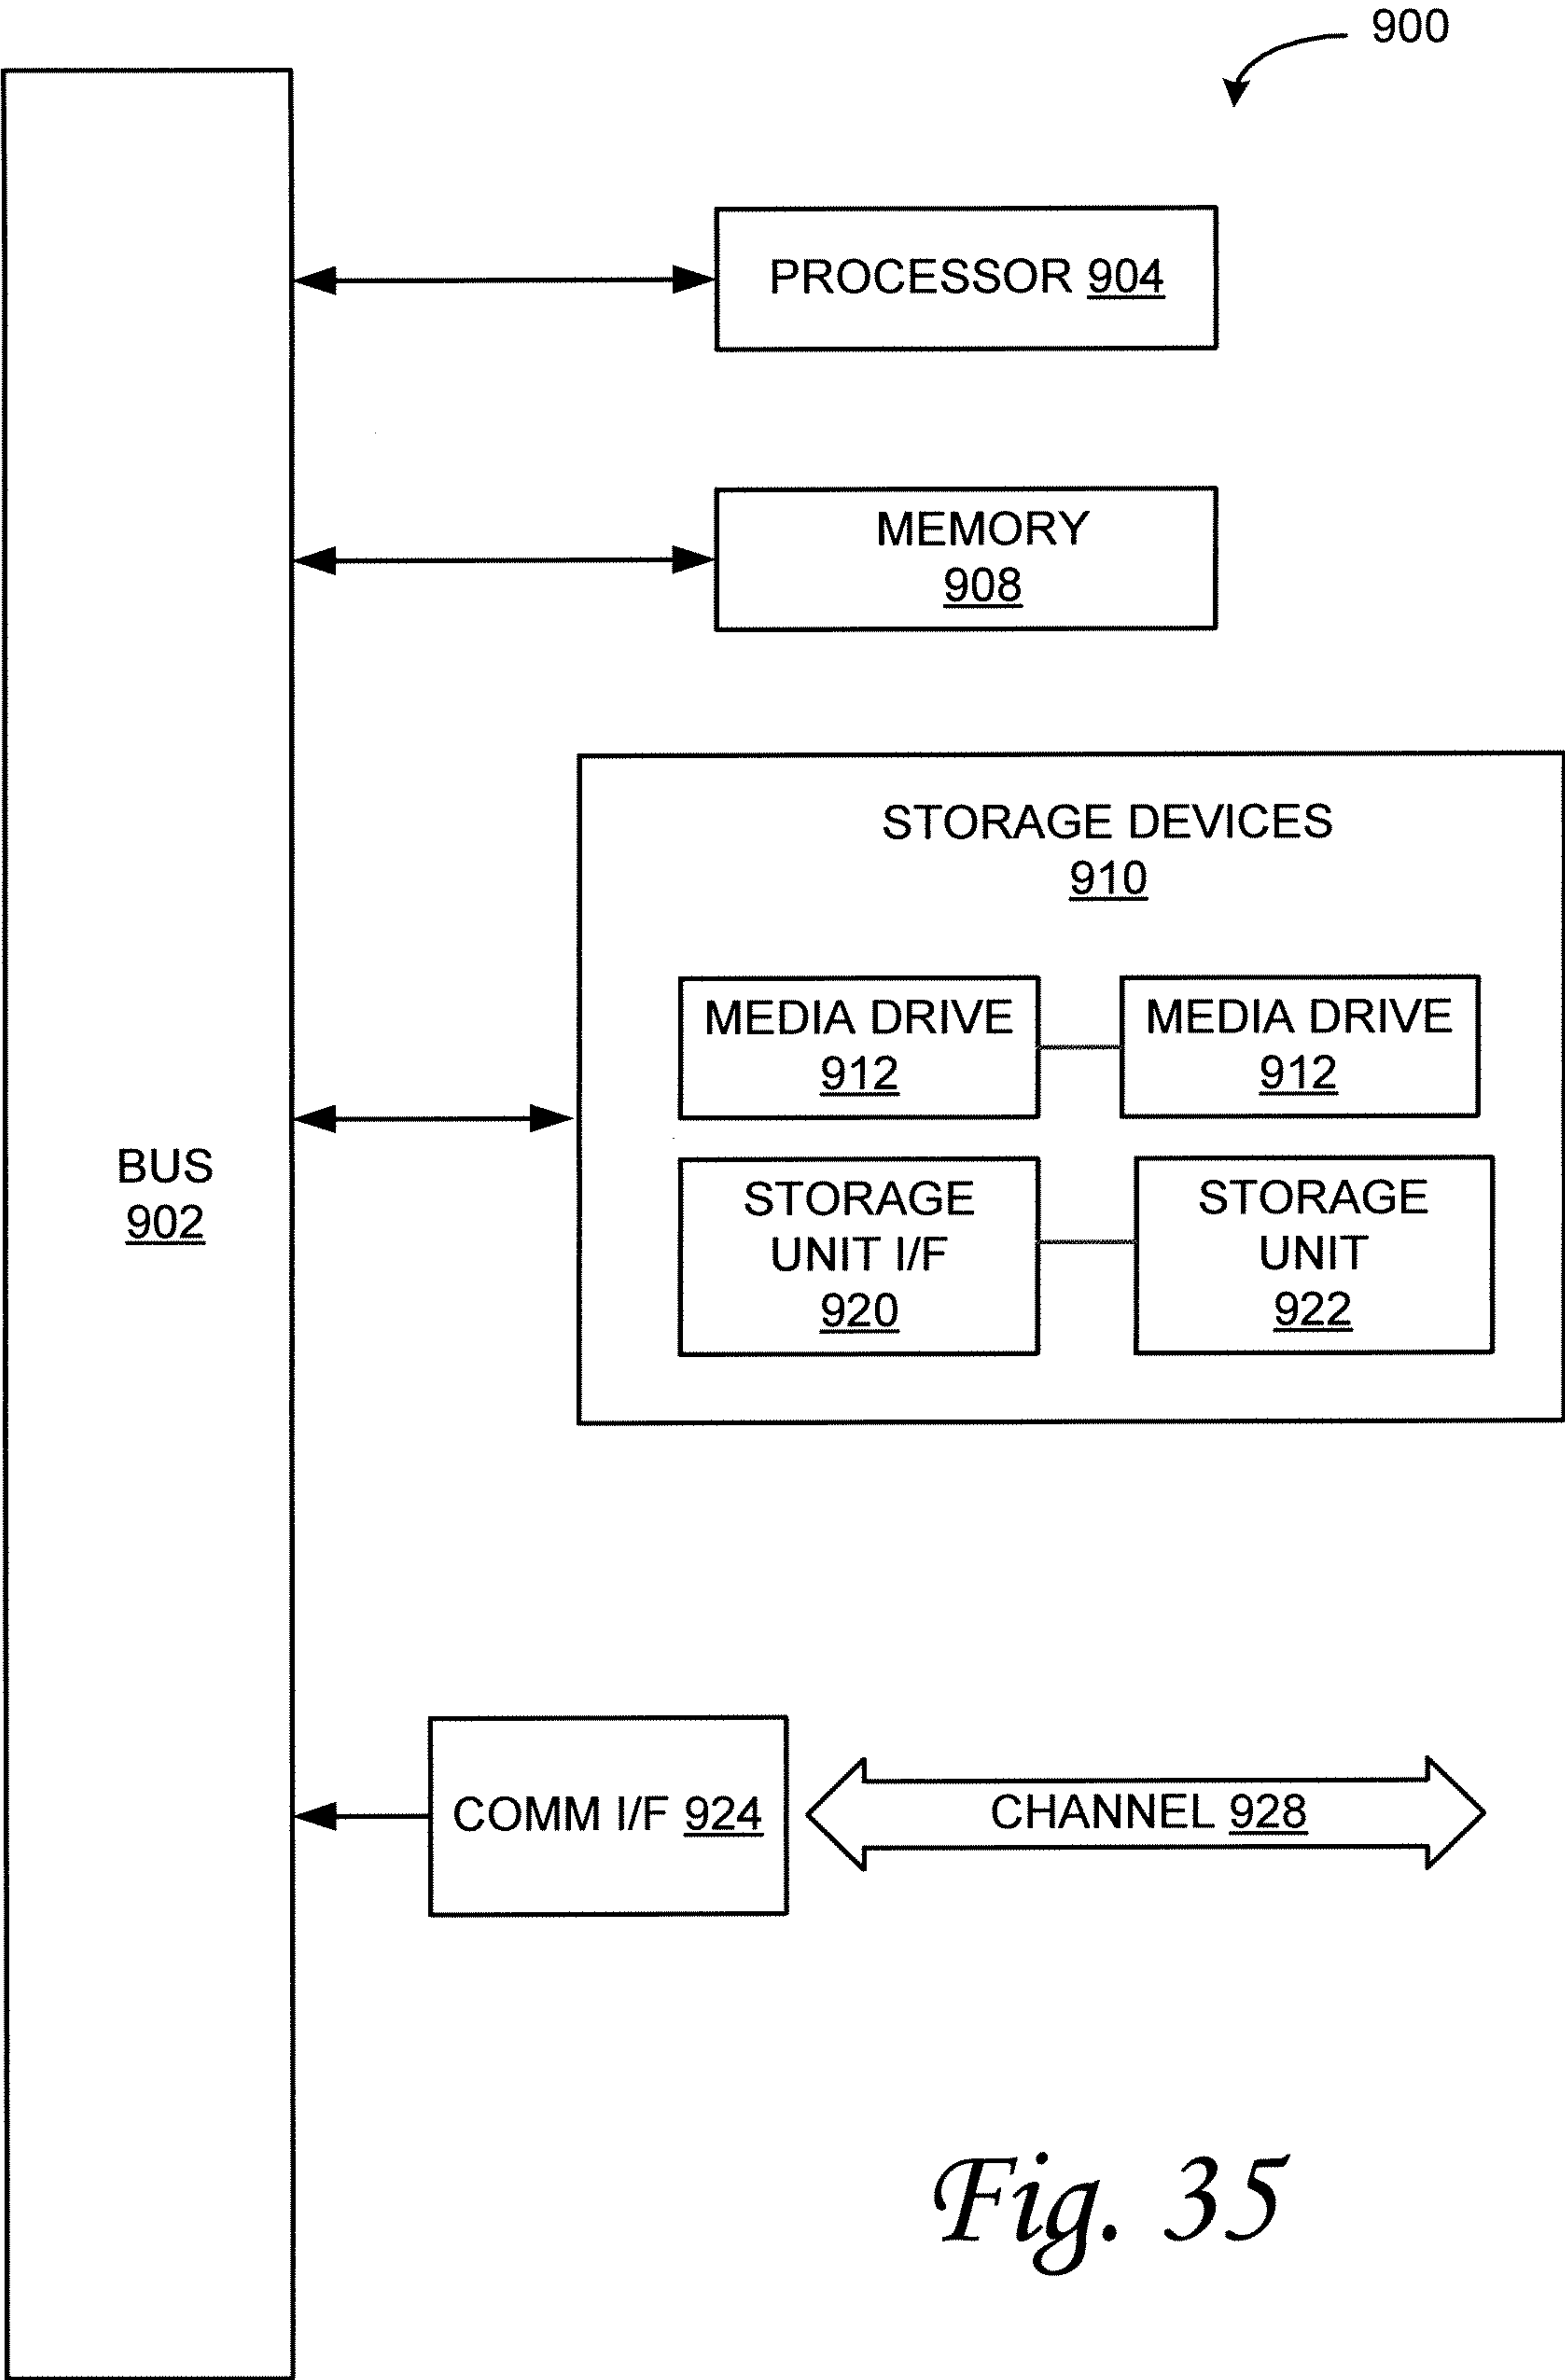 900
PROCESSOR 904
MEMORY
908
STORAGE DEVICES
910
MEDIA DRIVE
912
MEDIA DRIVE
912
BUS
902
STORAGE
UNIT I/F
920
STORAGE
UNIT
922
COMM I/F 924
CHANNEL 928
Fig. 35